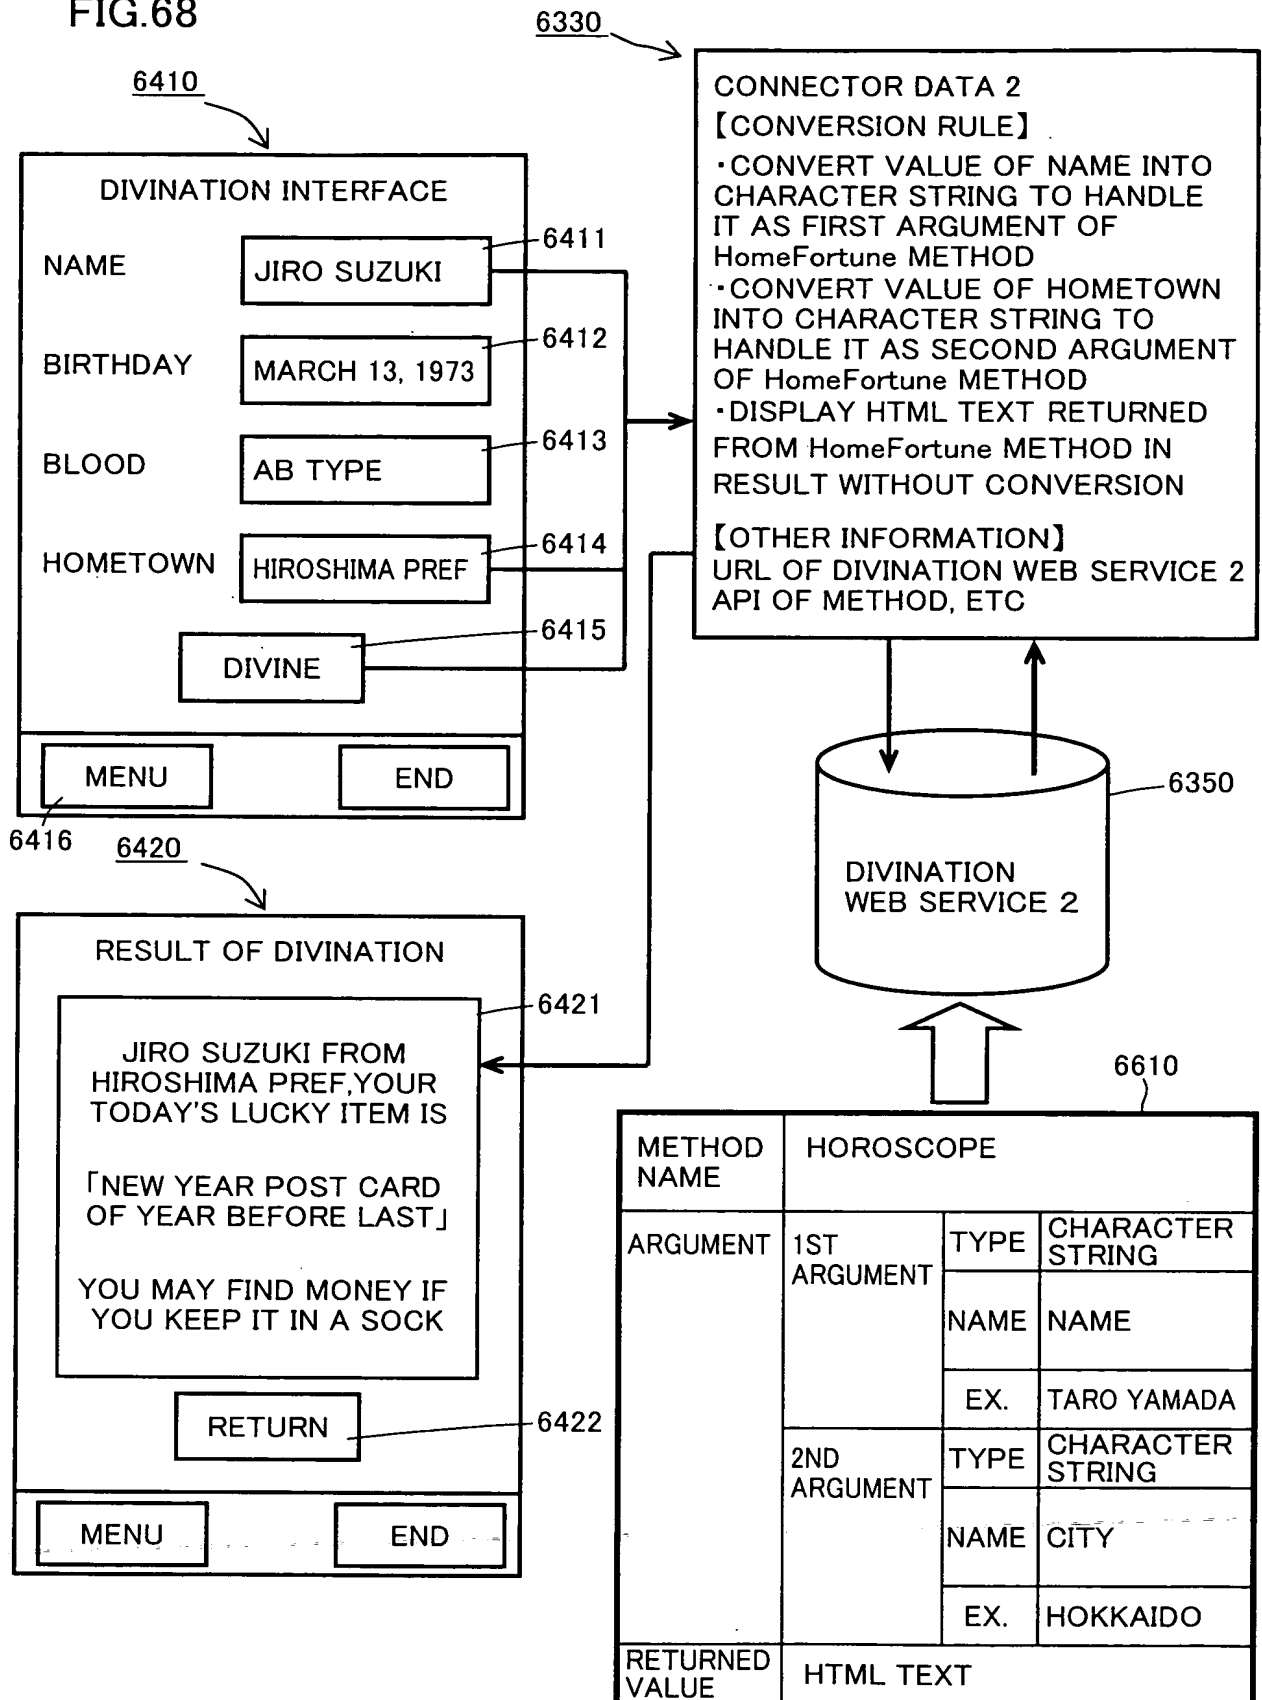 FIG.68
6330
6410
DIVINATION INTERFACE
NAME
JIRO SUZUKI
6411
BIRTHDAY
MARCH 13, 1973
6412
BLOOD
AB TYPE
6413
HOMETOWN
HIROSHIMA PREF
6414
DIVINE
6415
MENU
END
6416
CONNECTOR DATA 2
【CONVERSION RULE】
・CONVERT VALUE OF NAME INTO
CHARACTER STRING TO HANDLE
IT AS FIRST ARGUMENT OF
HomeFortune METHOD
・CONVERT VALUE OF HOMETOWN
INTO CHARACTER STRING TO
HANDLE IT AS SECOND ARGUMENT
OF HomeFortune METHOD
・DISPLAY HTML TEXT RETURNED
FROM HomeFortune METHOD IN
RESULT WITHOUT CONVERSION
【OTHER INFORMATION】
URL OF DIVINATION WEB SERVICE 2
API OF METHOD, ETC
6350
DIVINATION
WEB SERVICE 2
6420
RESULT OF DIVINATION
6421
JIRO SUZUKI FROM
HIROSHIMA PREF,YOUR
TODAY'S LUCKY ITEM IS
「NEW YEAR POST CARD
OF YEAR BEFORE LAST」
YOU MAY FIND MONEY IF
YOU KEEP IT IN A SOCK
RETURN
6422
MENU
END
6610
METHOD
NAME
HOROSCOPE
ARGUMENT
1ST
ARGUMENT
TYPE
CHARACTER
STRING
NAME
NAME
EX.
TARO YAMADA
2ND
ARGUMENT
TYPE
CHARACTER
STRING
NAME
CITY
EX.
HOKKAIDO
RETURNED
VALUE
HTML TEXT